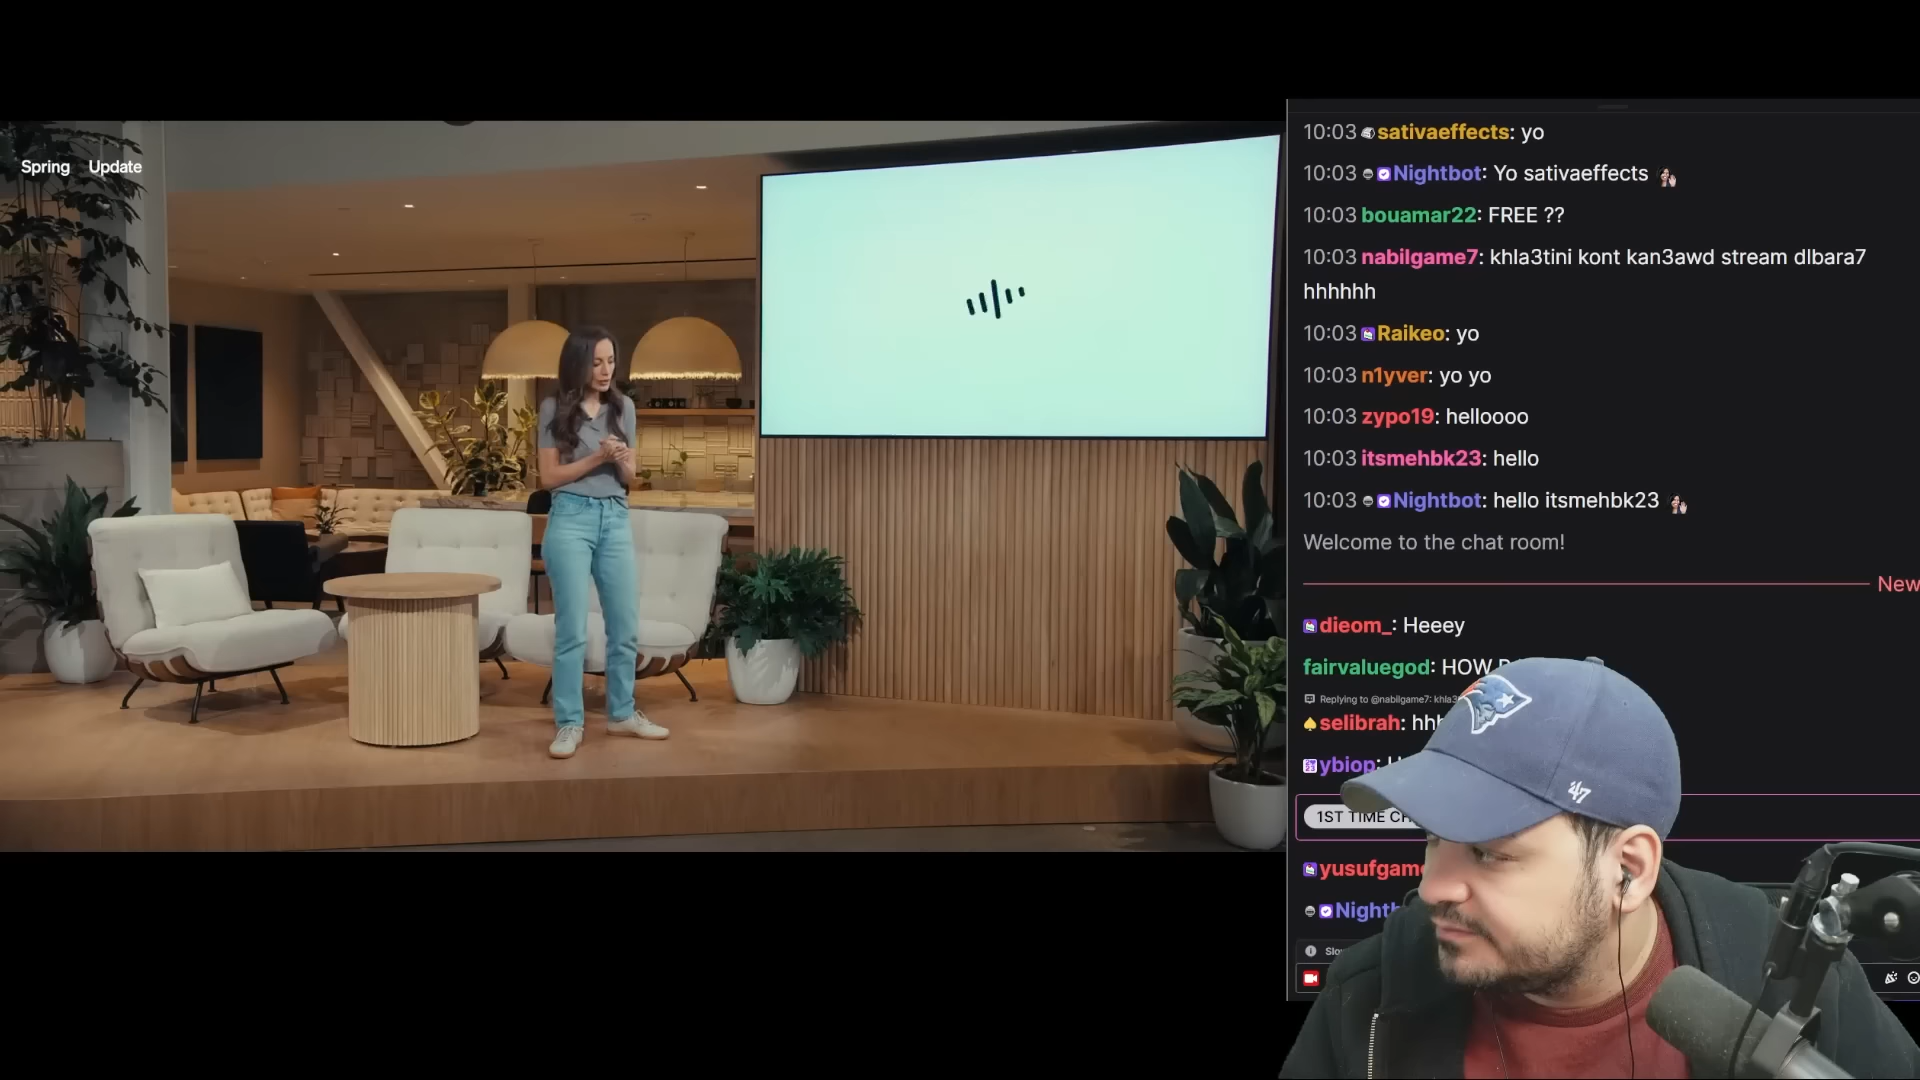 Spring Update
10:03 sativaeffects: yo
10:03 Nightbot: Yo sativaeffects
10:03 bouamar22: FREE ??
10:03 nabilgame7: khla3tini kont kan3awd stream dlbara7
hhhhhh
10:03 Raikeo: yo
10:03 n1yver: yo yo
10:03 zypo19: helloooo
10:03 itsmehbk23: hello
10:03 Nightbot: hello itsmehbk23
Welcome to the chat room!
New
dieom_: Heeey
fairvaluegod: HOW
Replying to @nabilgame7:
selibrah:
ybiop:
1ST TIME
47